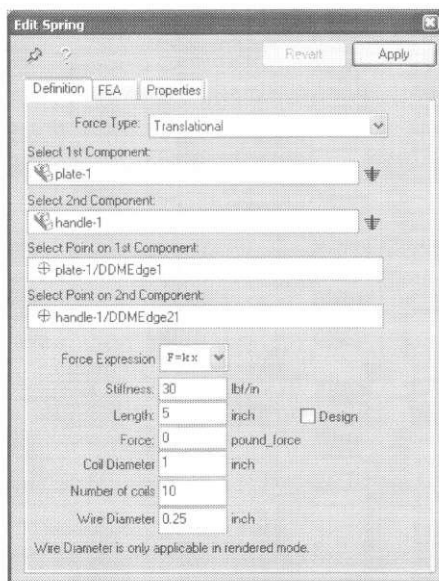 Edit Spring
?
Revert Apply
Definition FEA Properties
Force Type: Translational
Select 1st Component:
plate-1
Select 2nd Component:
handle-1
Select Point on 1st Component:
plate-1/DDMEdge1
Select Point on 2nd Component:
handle-1/DDMEdge21
Force Expression F=kx
Stiffness: 30 lbf/in
Length: 5 inch Design
Force: 0 pound_force
Coil Diameter 1 inch
Number of coils 10
Wire Diameter 0.25 inch
Wire Diameter is only applicable in rendered mode.